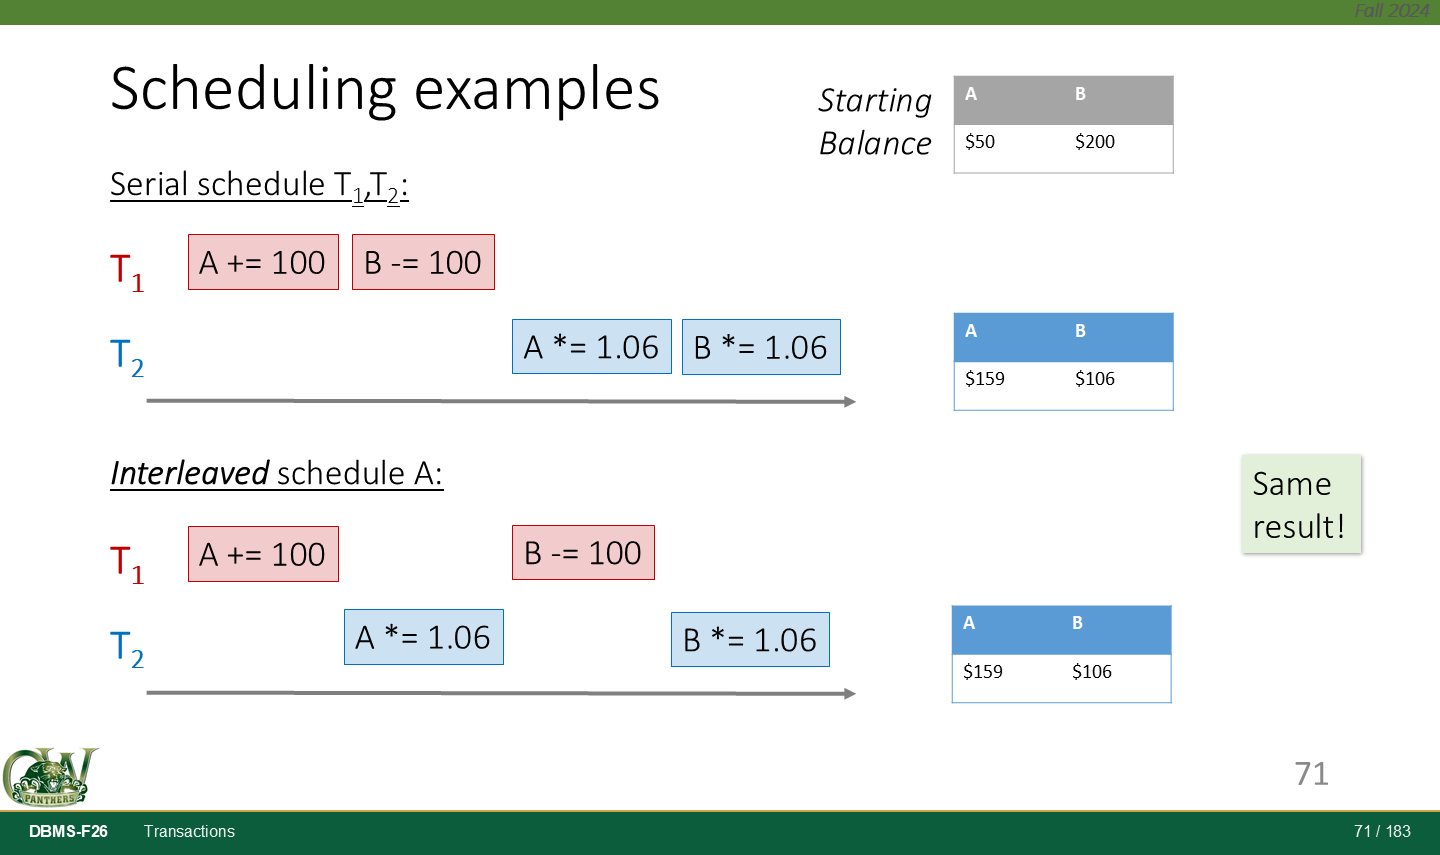 Fall 2024
Scheduling examples
Starting
Balance
A B
$50 $200
Serial schedule T1,T2:
T1 A += 100 B -= 100
T2 A *= 1.06 B *= 1.06
A B
$159 $106
Interleaved schedule A:
Same
result!
T1 A += 100 B -= 100
T2 A *= 1.06 B *= 1.06
A B
$159 $106
71
CW
PANTHERS
DBMS-F26 Transactions 71 / 183